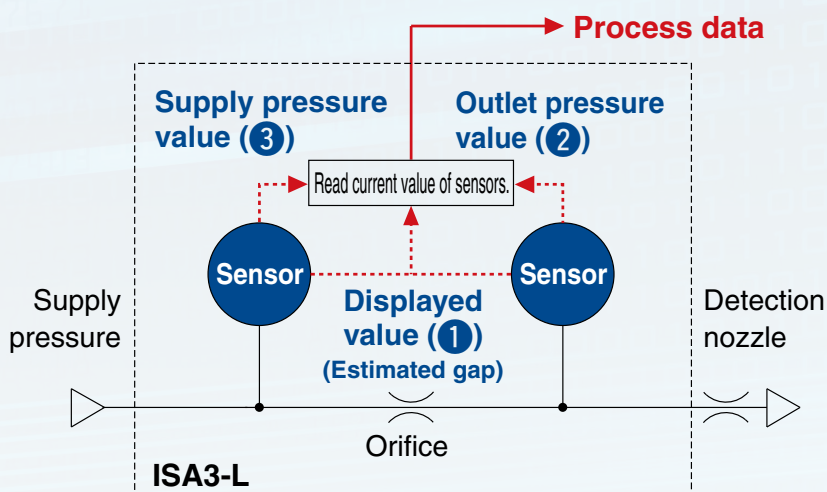 Process data
Supply pressure
value (3)
Outlet pressure
value (2)
Read current value of sensors.
Sensor
Sensor
Supply
pressure
Displayed
value (1)
(Estimated gap)
Detection
nozzle
Orifice
ISA3-L